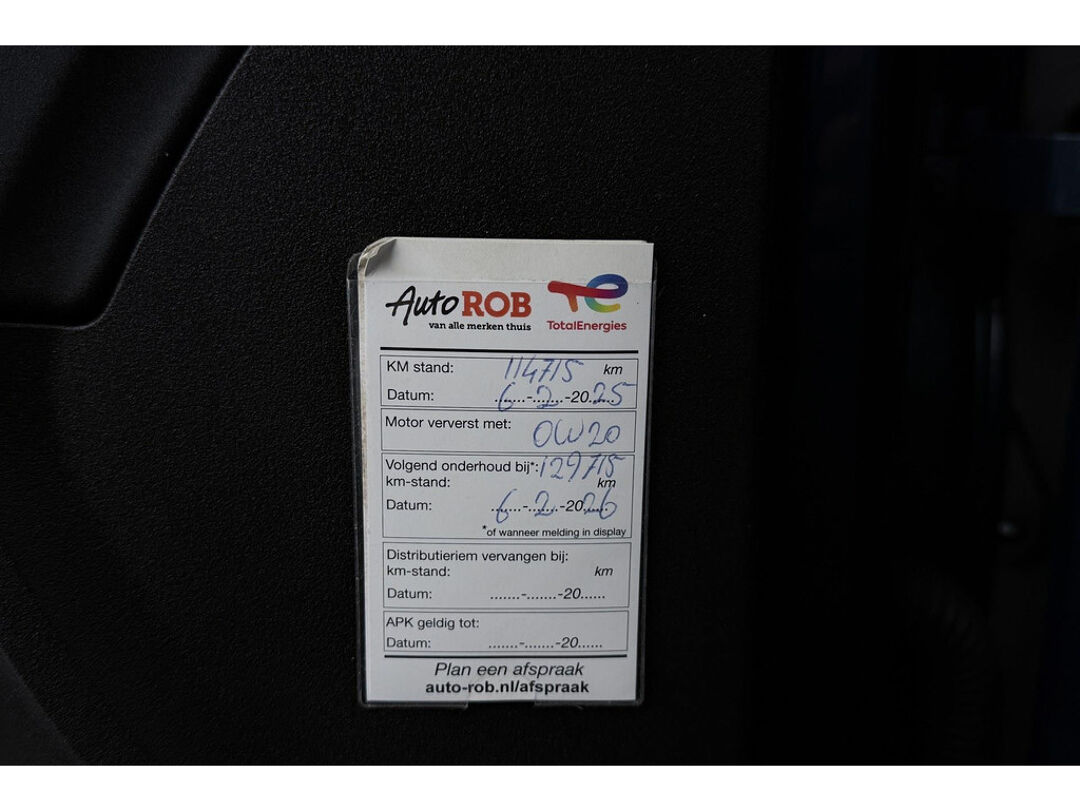 Auto ROB
van alle merken thuis
TotalEnergies
KM stand: 114715 km
Datum: 6-2-2025
Motor ververst met: 0W20
Volgend onderhoud bij*: 129715
km-stand: km
Datum: 6-2-2026
*of wanneer melding in display
Distributieriem vervangen bij:
km-stand: km
Datum: .......-.......-20......
APK geldig tot:
Datum: .......-.......-20......
Plan een afspraak
auto-rob.nl/afspraak